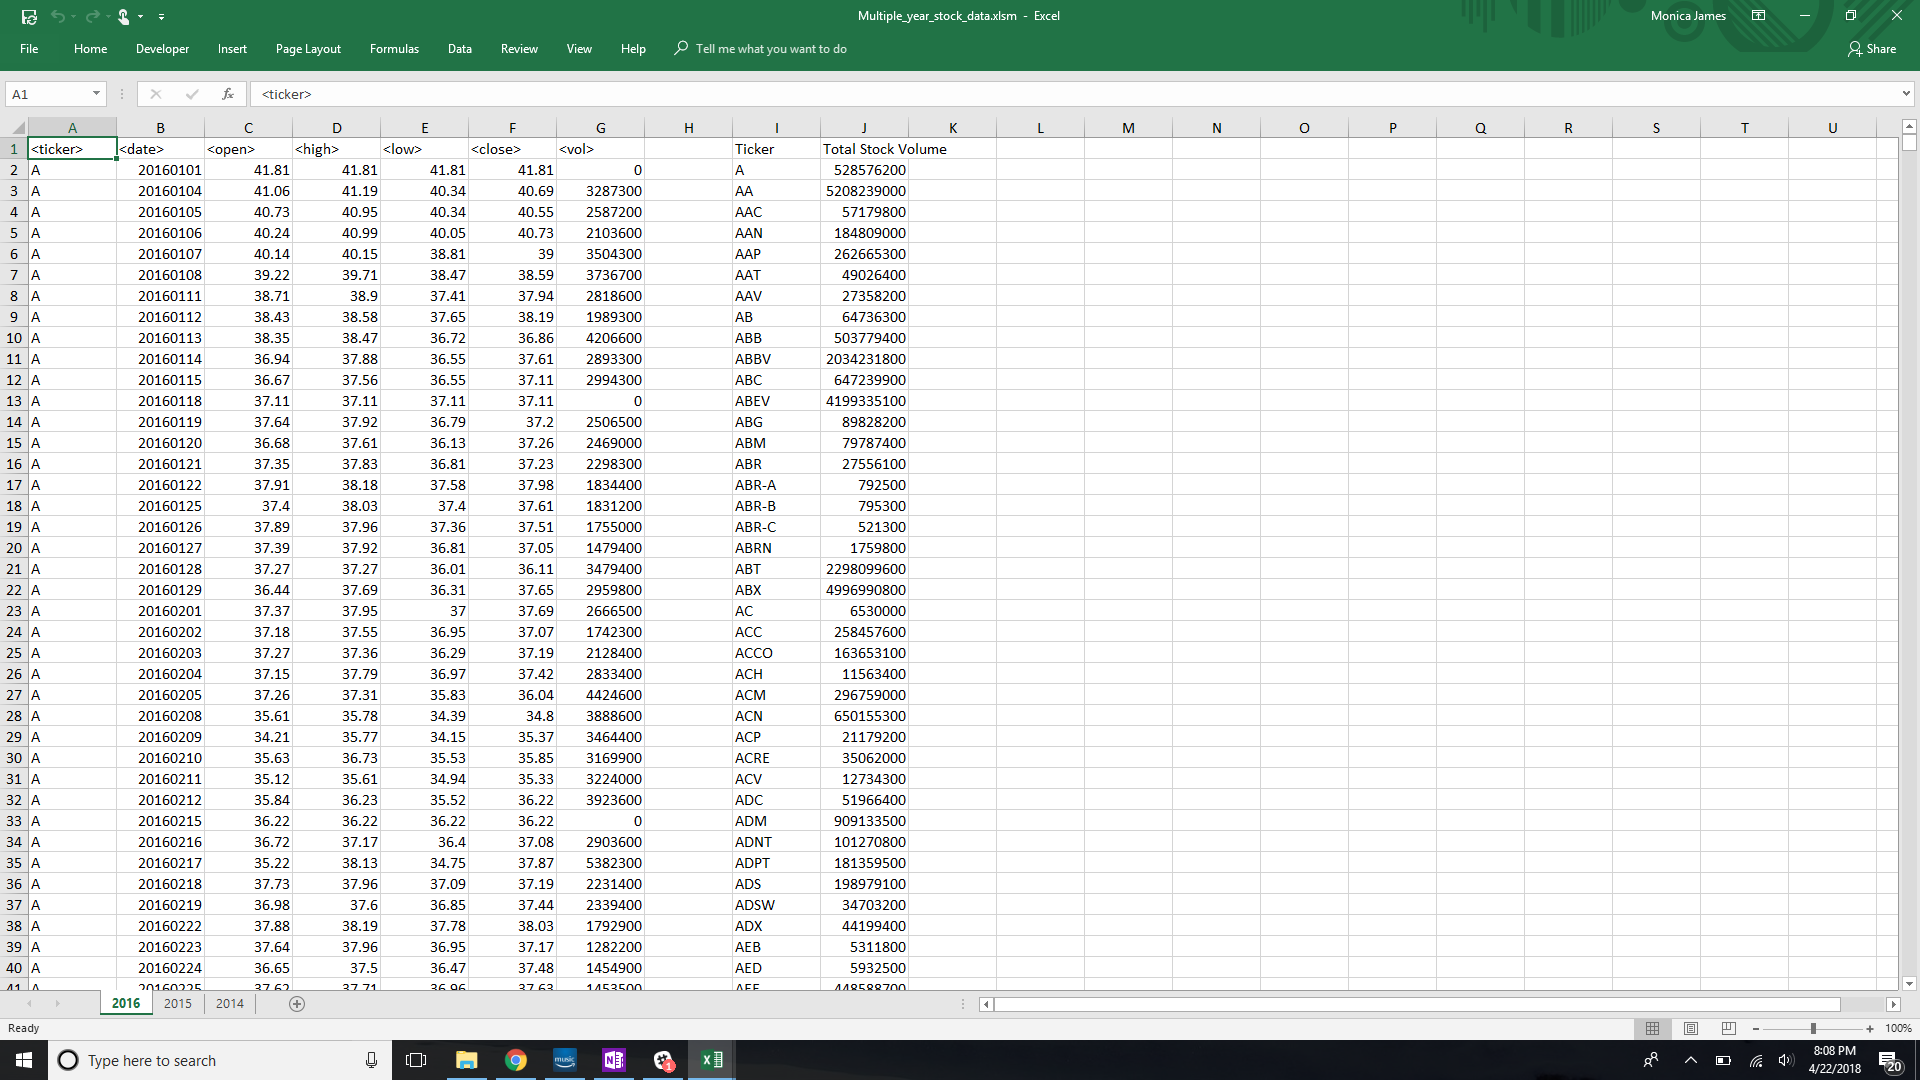 Multiple_year_stock_data.xlsm - Excel
Monica James
File Home Developer Insert Page Layout Formulas Data Review View Help Tell me what you want to do Share
A1 fx <ticker>
A B C D E F G H I J K L M N O P Q R S T U
1 <ticker> <date> <open> <high> <low> <close> <vol> Ticker Total Stock Volume
2 A 20160101 41.81 41.81 41.81 41.81 0 A 528576200
3 A 20160104 41.06 41.19 40.34 40.69 3287300 AA 5208239000
4 A 20160105 40.73 40.95 40.34 40.55 2587200 AAC 57179800
5 A 20160106 40.24 40.99 40.05 40.73 2103600 AAN 184809000
6 A 20160107 40.14 40.15 38.81 39 3504300 AAP 262665300
7 A 20160108 39.22 39.71 38.47 38.59 3736700 AAT 49026400
8 A 20160111 38.71 38.9 37.41 37.94 2818600 AAV 27358200
9 A 20160112 38.43 38.58 37.65 38.19 1989300 AB 64736300
10 A 20160113 38.35 38.47 36.72 36.86 4206600 ABB 503779400
11 A 20160114 36.94 37.88 36.55 37.61 2893300 ABBV 2034231800
12 A 20160115 36.67 37.56 36.55 37.11 2994300 ABC 647239900
13 A 20160118 37.11 37.11 37.11 37.11 0 ABEV 4199335100
14 A 20160119 37.64 37.92 36.79 37.2 2506500 ABG 89828200
15 A 20160120 36.68 37.61 36.13 37.26 2469000 ABM 79787400
16 A 20160121 37.35 37.83 36.81 37.23 2298300 ABR 27556100
17 A 20160122 37.91 38.18 37.58 37.98 1834400 ABR-A 792500
18 A 20160125 37.4 38.03 37.4 37.61 1831200 ABR-B 795300
19 A 20160126 37.89 37.96 37.36 37.51 1755000 ABR-C 521300
20 A 20160127 37.39 37.92 36.81 37.05 1479400 ABRN 1759800
21 A 20160128 37.27 37.27 36.01 36.11 3479400 ABT 2298099600
22 A 20160129 36.44 37.69 36.31 37.65 2959800 ABX 4996990800
23 A 20160201 37.37 37.95 37 37.69 2666500 AC 6530000
24 A 20160202 37.18 37.55 36.95 37.07 1742300 ACC 258457600
25 A 20160203 37.27 37.36 36.29 37.19 2128400 ACCO 163653100
26 A 20160204 37.15 37.79 36.97 37.42 2833400 ACH 11563400
27 A 20160205 37.26 37.31 35.83 36.04 4424600 ACM 296759000
28 A 20160208 35.61 35.78 34.39 34.8 3888600 ACN 650155300
29 A 20160209 34.21 35.77 34.15 35.37 3464400 ACP 21179200
30 A 20160210 35.63 36.73 35.53 35.85 3169900 ACRE 35062000
31 A 20160211 35.12 35.61 34.94 35.33 3224000 ACV 12734300
32 A 20160212 35.84 36.23 35.52 36.22 3923600 ADC 51966400
33 A 20160215 36.22 36.22 36.22 36.22 0 ADM 909133500
34 A 20160216 36.72 37.17 36.4 37.08 2903600 ADNT 101270800
35 A 20160217 35.22 38.13 34.75 37.87 5382300 ADPT 181359500
36 A 20160218 37.73 37.96 37.09 37.19 2231400 ADS 198979100
37 A 20160219 36.98 37.6 36.85 37.44 2339400 ADSW 34703200
38 A 20160222 37.88 38.19 37.78 38.03 1792900 ADX 44199400
39 A 20160223 37.64 37.96 36.95 37.17 1282200 AEB 5311800
40 A 20160224 36.65 37.5 36.47 37.48 1454900 AED 5932500
41 A 20160225 37.62 37.71 36.96 37.63 1453500 448588700
2016 2015 2014
Ready 100%
Type here to search
music
1
8:08 PM
4/22/2018
20